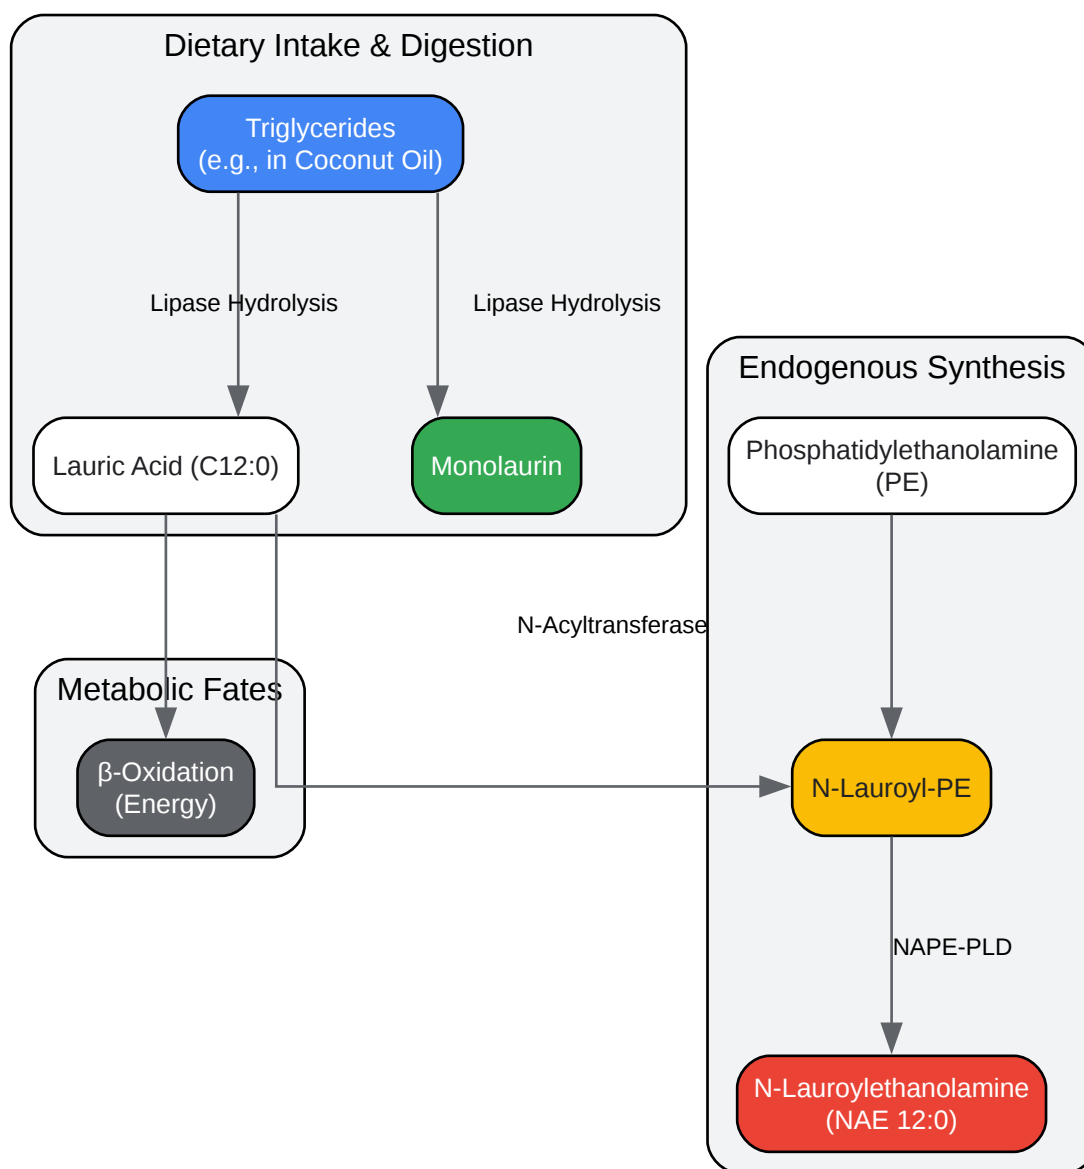 Dietary Intake & Digestion
Triglycerides
(e.g., in Coconut Oil)
Lipase Hydrolysis
Lipase Hydrolysis
Endogenous Synthesis
Lauric Acid (C12:0)
Monolaurin
Phosphatidylethanolamine
(PE)
N-Acyltransferase
Metabolic Fates
β-Oxidation
(Energy)
N-Lauroyl-PE
NAPE-PLD
N-Lauroylethanolamine
(NAE 12:0)